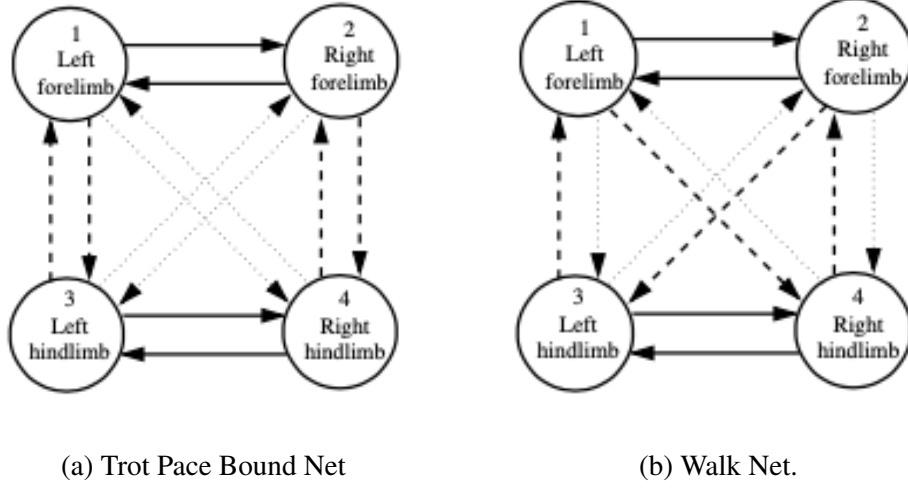 1
Left
forelimb
2
Right
forelimb
3
Left
hindlimb
4
Right
hindlimb
(a) Trot Pace Bound Net
1
Left
forelimb
2
Right
forelimb
3
Left
hindlimb
4
Right
hindlimb
(b) Walk Net.